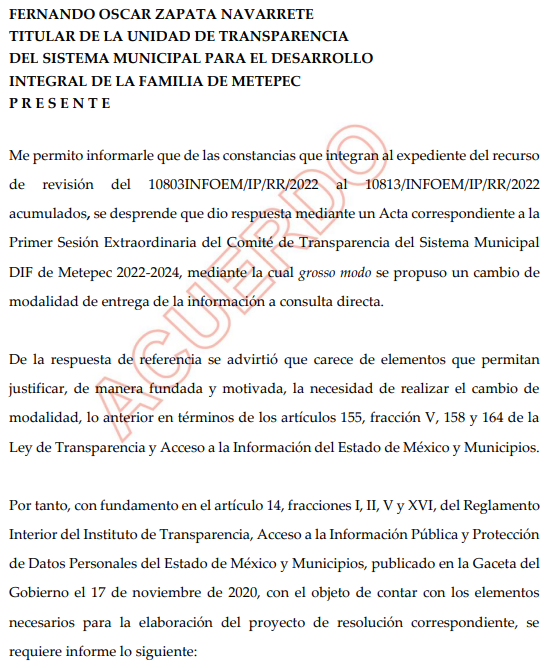 FERNANDO OSCAR ZAPATA NAVARRETE
TITULAR DE LA UNIDAD DE TRANSPARENCIA
DEL SISTEMA MUNICIPAL PARA EL DESARROLLO
INTEGRAL DE LA FAMILIA DE METEPEC
P R E S E N T E
Me permito informarle que de las constancias que integran al expediente del recurso
de revisión del 10803INFOEM/IP/RR/2022 al 10813/INFOEM/IP/RR/2022
acumulados, se desprende que dio respuesta mediante un Acta correspondiente a la
Primer Sesión Extraordinaria del Comité de Transparencia del Sistema Municipal
DIF de Metepec 2022-2024, mediante la cual grosso modo se propuso un cambio de
modalidad de entrega de la información a consulta directa.
De la respuesta de referencia se advirtió que carece de elementos que permitan
justificar, de manera fundada y motivada, la necesidad de realizar el cambio de
modalidad, lo anterior en términos de los artículos 155, fracción V, 158 y 164 de la
Ley de Transparencia y Acceso a la Información del Estado de México y Municipios.
Por tanto, con fundamento en el artículo 14, fracciones I, II, V y XVI, del Reglamento
Interior del Instituto de Transparencia, Acceso a la Información Pública y Protección
de Datos Personales del Estado de México y Municipios, publicado en la Gaceta del
Gobierno el 17 de noviembre de 2020, con el objeto de contar con los elementos
necesarios para la elaboración del proyecto de resolución correspondiente, se
requiere informe lo siguiente:
ACUERDO